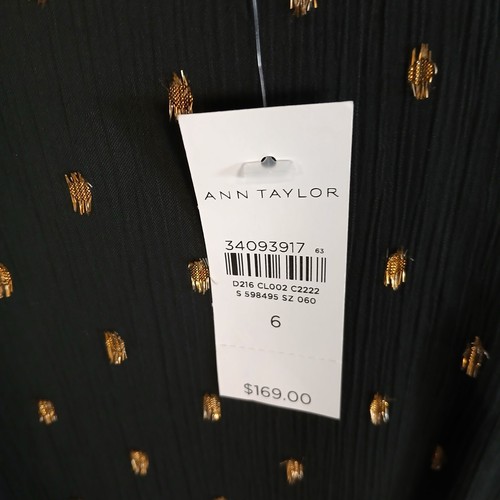 ANN TAYLOR
34093917 63
D216 CL002 C2222
S 598495 SZ 060
6
$169.00